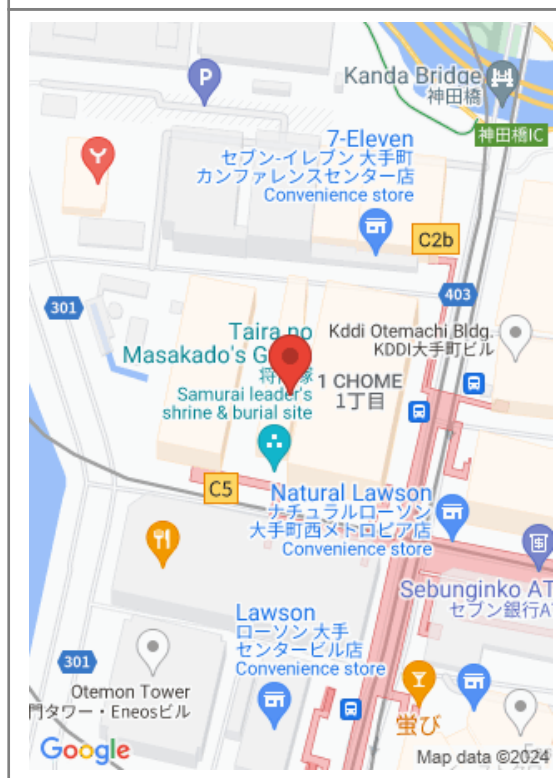 Kanda Bridge
神田橋
P
神田橋IC
7-Eleven
セブン-イレブン 大手町
カンファレンスセンター店
Convenience store
C2b
403
301
Taira no
Masakado's G
Samurai leader's
shrine & burial site
Kddi Otemachi Bldg.
KDDI大手町ビル
1 CHOME
1丁目
C5
Natural Lawson
ナチュラルローソン
大手町西メトロピア店
Convenience store
Sebunginko AT
セブン銀行A
Lawson
ローソン 大手
センタービル店
Convenience store
301
Otemon Tower
門タワー・Eneosビル
蛍び
Google
Map data ©2024